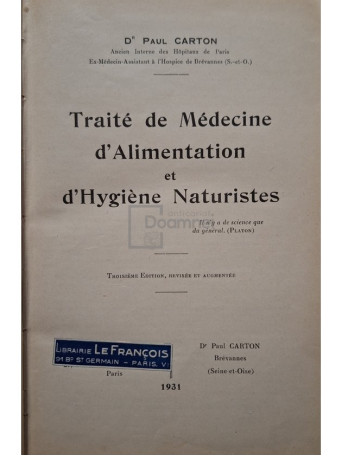 Dr PAUL CARTON
Ancien Interne des Hôpitaux de Paris
Ex-Médecin-Assistant à l'Hospice de Brévannes (S.-et-O.)
Traité de Médecine
d'Alimentation
et
d'Hygiène Naturistes
Il n'y a de science que
du général. (PLATON)
TROISIÈME EDITION, REVISÉE ET AUGMENTÉE
LIBRAIRIE LE FRANÇOIS
91 Bd ST GERMAIN - PARIS. VI
Paris
Dr Paul CARTON
Brévannes
(Seine-et-Oise)
1931